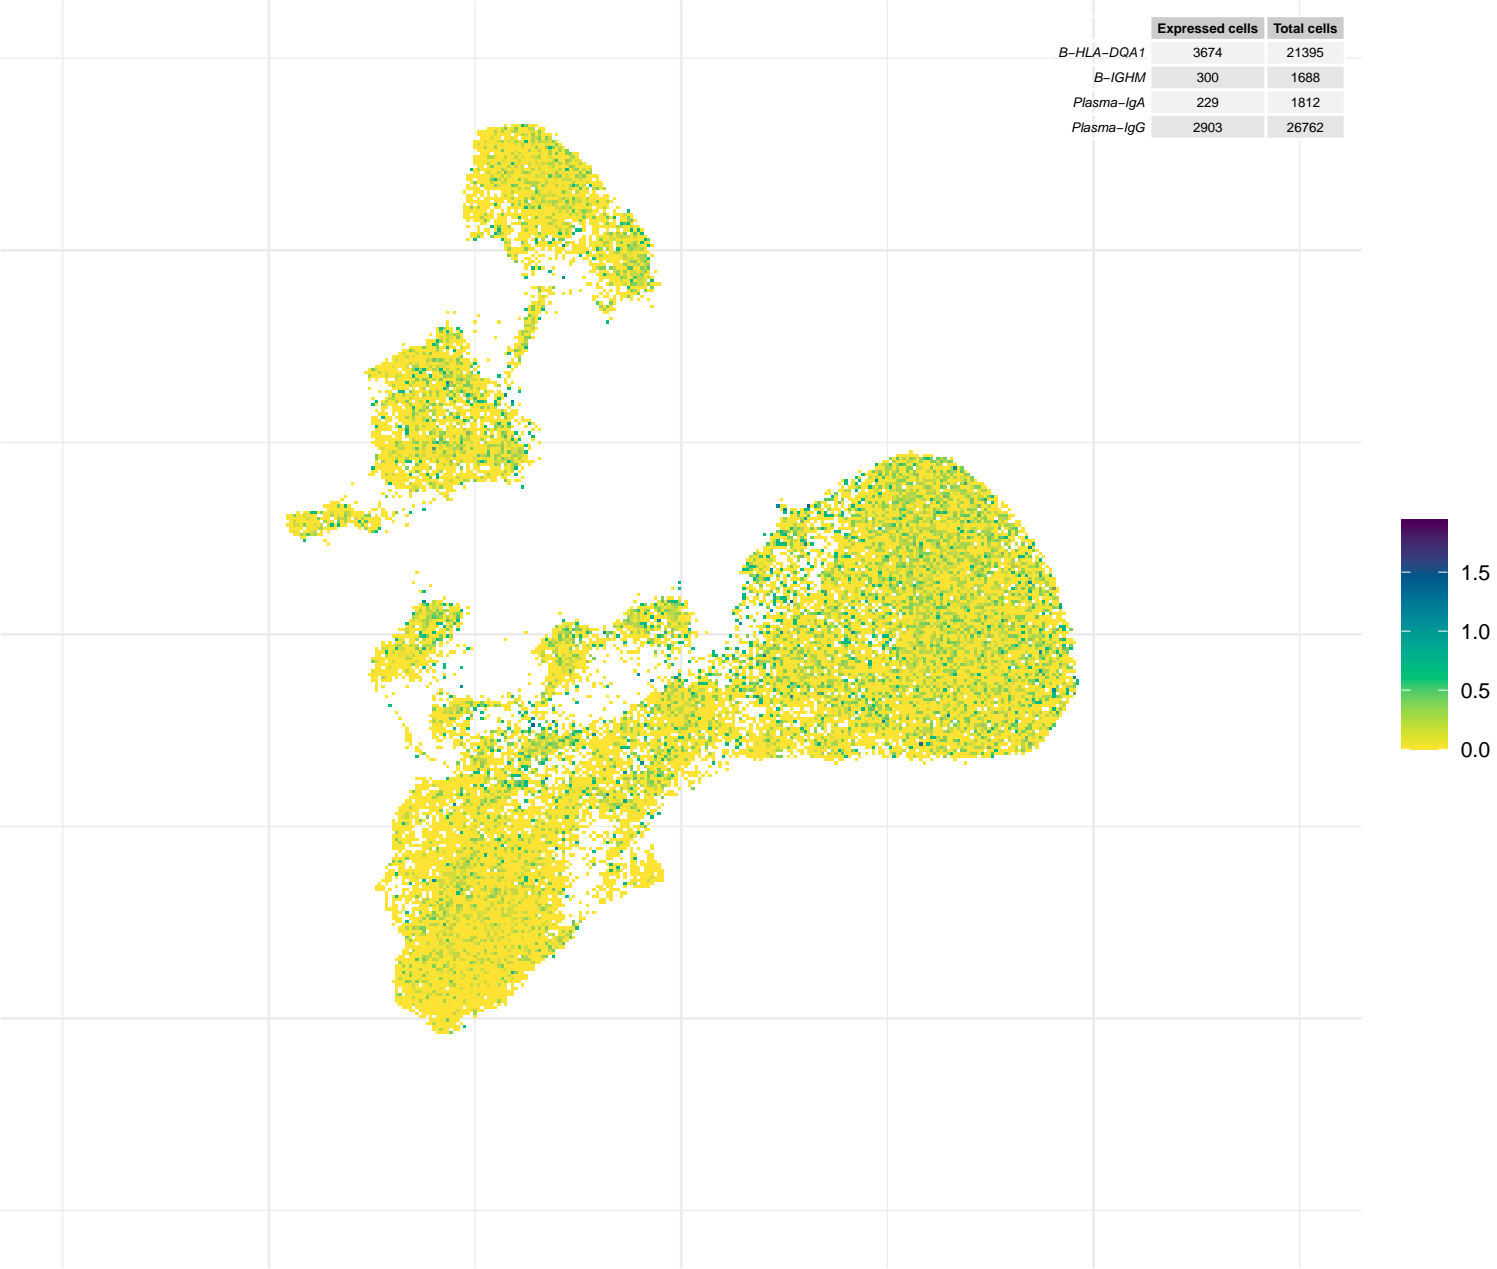 Expressed cells Total cells
B−HLA−DQA1 3674 21395
B−IGHM 300 1688
Plasma−IgA 229 1812
Plasma−IgG 2903 26762
1.5
1.0
0.5
0.0